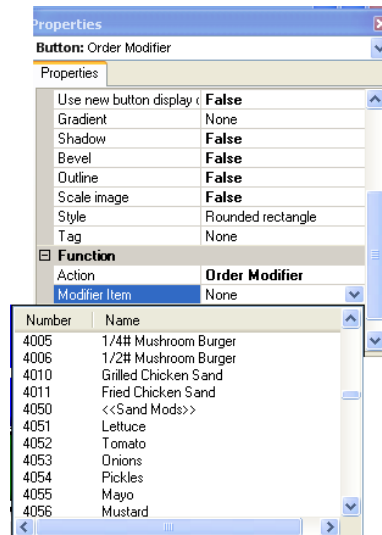 Properties
Button: Order Modifier
Properties
Use new button display False
Gradient None
Shadow False
Bevel False
Outline False
Scale image False
Style Rounded rectangle
Tag None
Function
Action Order Modifier
Modifier Item None
Number Name
4005 1/4# Mushroom Burger
4006 1/2# Mushroom Burger
4010 Grilled Chicken Sand
4011 Fried Chicken Sand
4050 <<Sand Mods>>
4051 Lettuce
4052 Tomato
4053 Onions
4054 Pickles
4055 Mayo
4056 Mustard